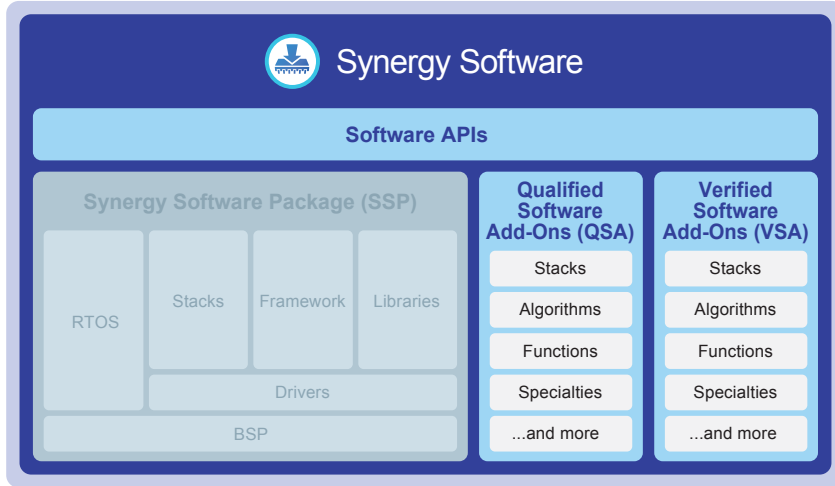 Synergy Software
Software APIs
Synergy Software Package (SSP)
RTOS
Stacks
Framework
Libraries
Drivers
BSP
Qualified
Software
Add-Ons (QSA)
Stacks
Algorithms
Functions
Specialties
...and more
Verified
Software
Add-Ons (VSA)
Stacks
Algorithms
Functions
Specialties
...and more